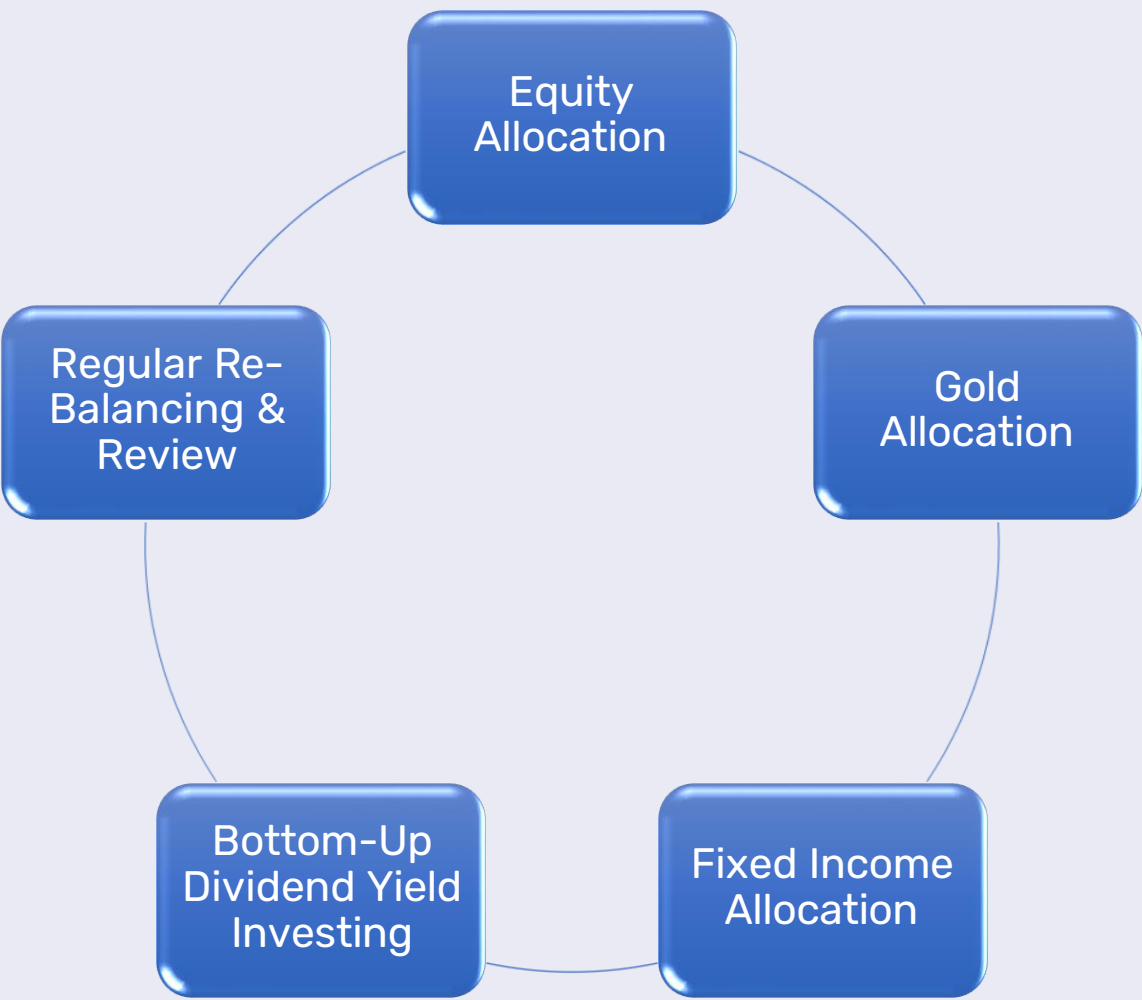 Equity
Allocation
Gold
Allocation
Fixed Income
Allocation
Bottom-Up
Dividend Yield
Investing
Regular Re-
Balancing &
Review